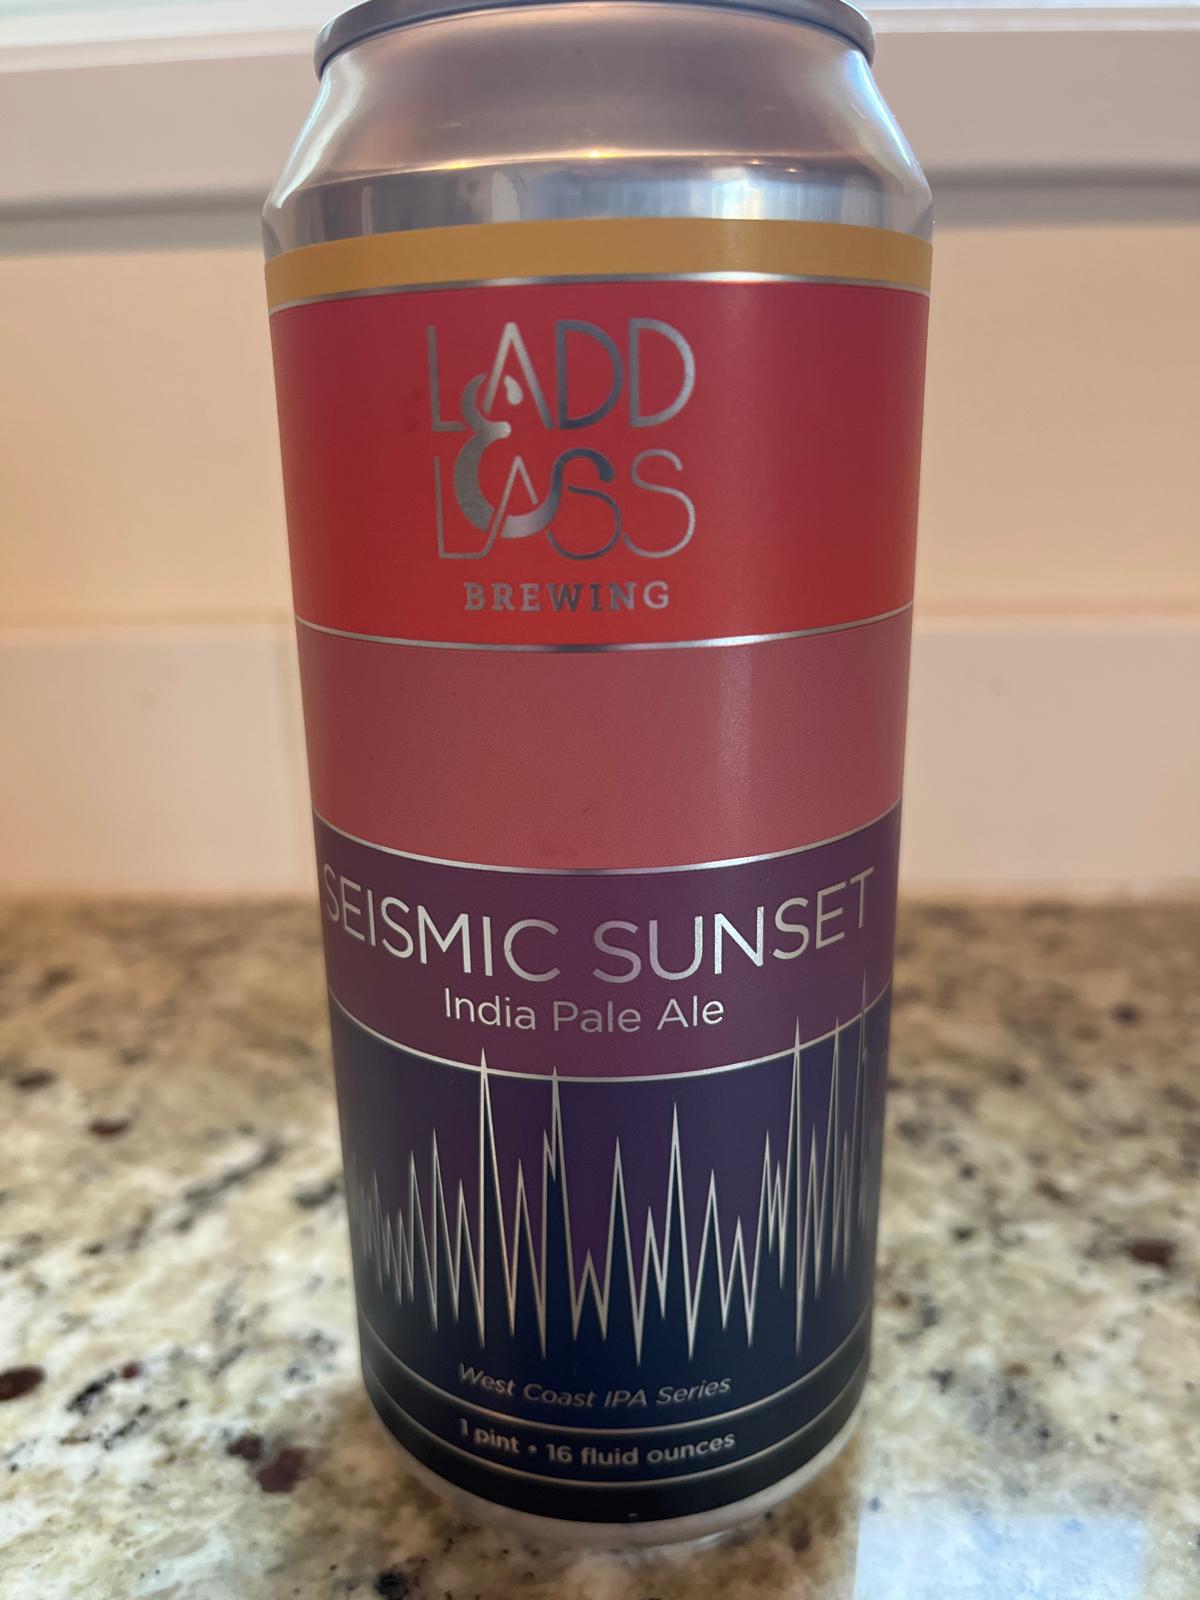 LADD
&
LASS
BREWING
SEISMIC SUNSET
India Pale Ale
West Coast IPA Series
1 pint • 16 fluid ounces